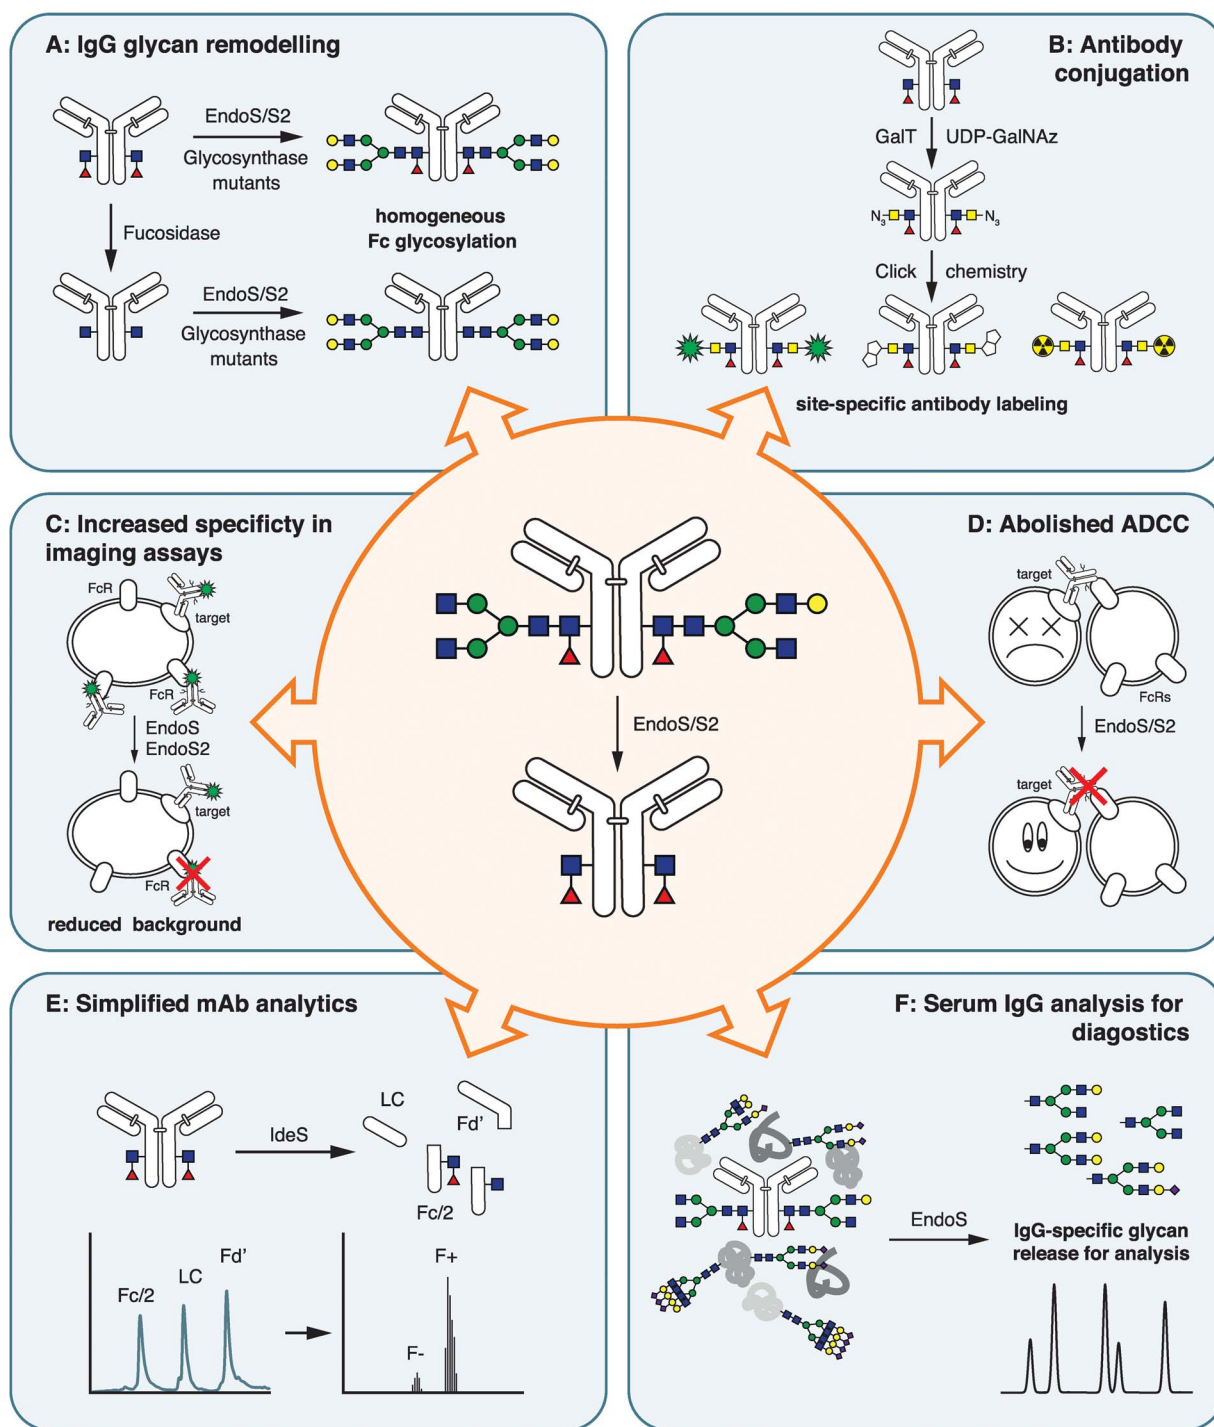 A: IgG glycan remodelling
EndoS/S2
Glycosynthase
mutants
homogeneous
Fc glycosylation
Fucosidase
EndoS/S2
Glycosynthase
mutants
B: Antibody
conjugation
GalT UDP-GalNAz
N3 N3
Click chemistry
site-specific antibody labeling
C: Increased specificty in
imaging assays
FcR
target
FcR
EndoS
EndoS2
target
FcR
reduced background
EndoS/S2
D: Abolished ADCC
target
FcRs
EndoS/S2
target
E: Simplified mAb analytics
IdeS
LC
Fd'
Fc/2
Fc/2
LC
Fd'
F-
F+
F: Serum IgG analysis for
diagostics
EndoS
IgG-specific glycan
release for analysis